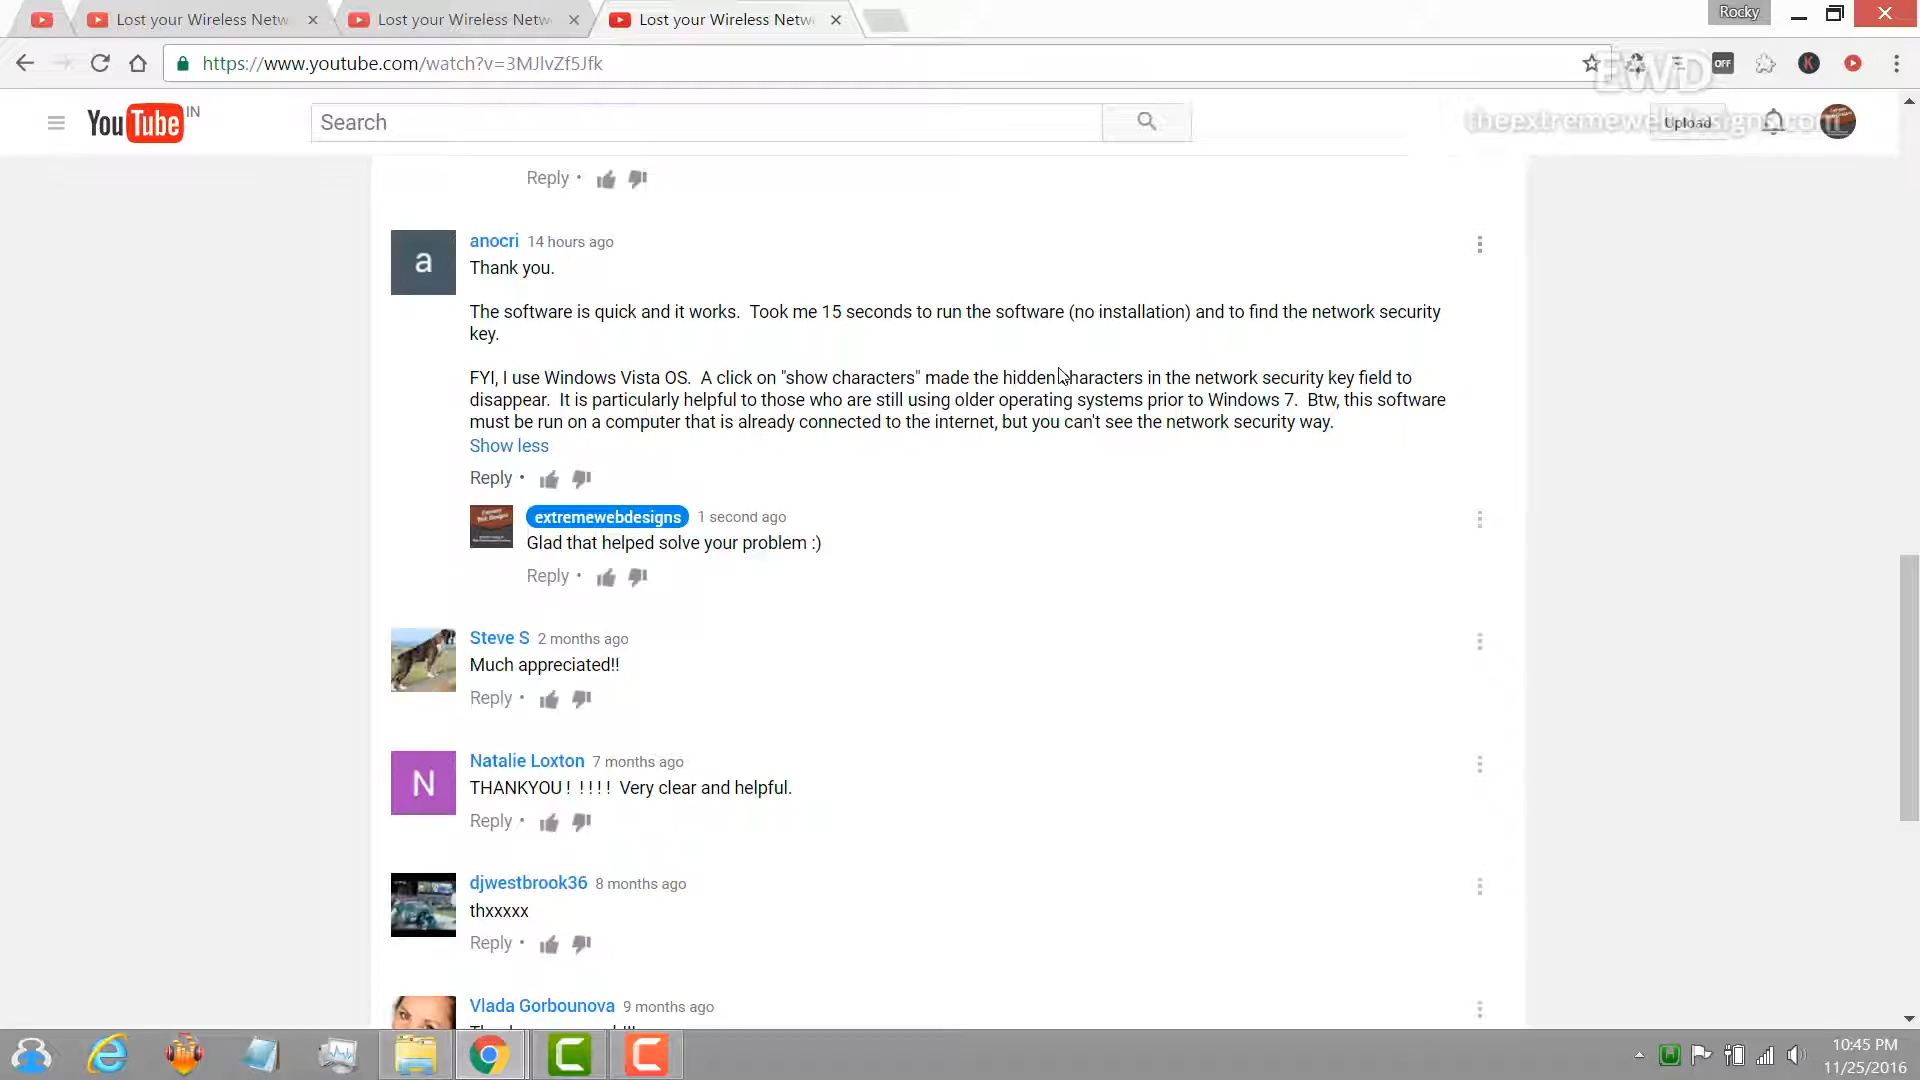 Lost your Wireless Netw
Lost your Wireless Netw
Lost your Wireless Netw
Rocky
https://www.youtube.com/watch?v=3MJlvZf5Jfk
OFF
K
EWD
YouTube IN
Search
Upload
theextremewebdesigns.com
Reply •
a
anocri 14 hours ago
Thank you.
The software is quick and it works. Took me 15 seconds to run the software (no installation) and to find the network security
key.
FYI, I use Windows Vista OS. A click on "show characters" made the hidden characters in the network security key field to
disappear. It is particularly helpful to those who are still using older operating systems prior to Windows 7. Btw, this software
must be run on a computer that is already connected to the internet, but you can't see the network security way.
Show less
Reply •
extremewebdesigns 1 second ago
Glad that helped solve your problem :)
Reply •
Steve S 2 months ago
Much appreciated!!
Reply •
N
Natalie Loxton 7 months ago
THANKYOU ! ! ! ! ! Very clear and helpful.
Reply •
djwestbrook36 8 months ago
thxxxxx
Reply •
Vlada Gorbounova 9 months ago
10:45 PM
11/25/2016